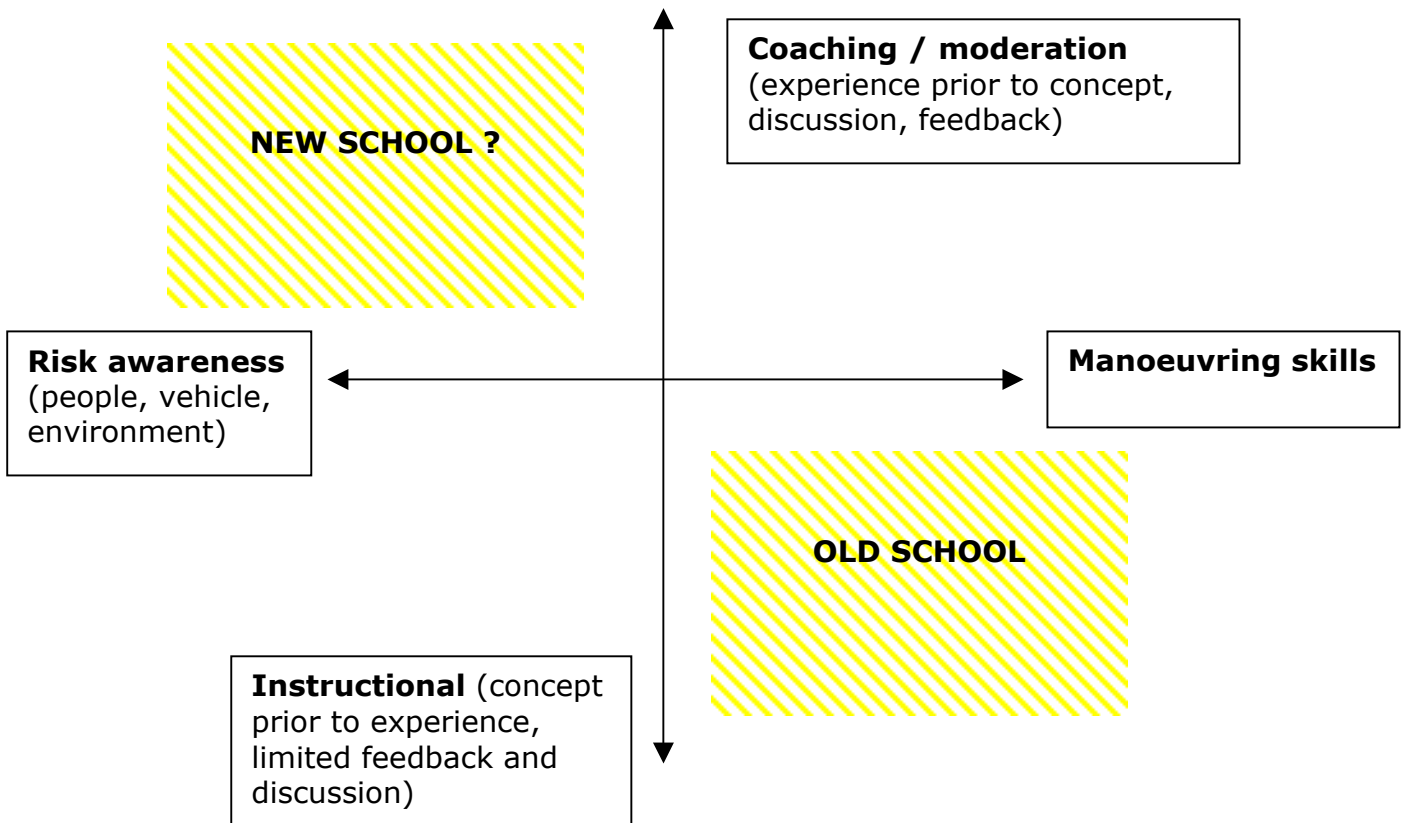 Coaching / moderation
(experience prior to concept,
discussion, feedback)
NEW SCHOOL ?
Risk awareness
(people, vehicle,
environment)
Manoeuvring skills
OLD SCHOOL
Instructional (concept
prior to experience,
limited feedback and
discussion)